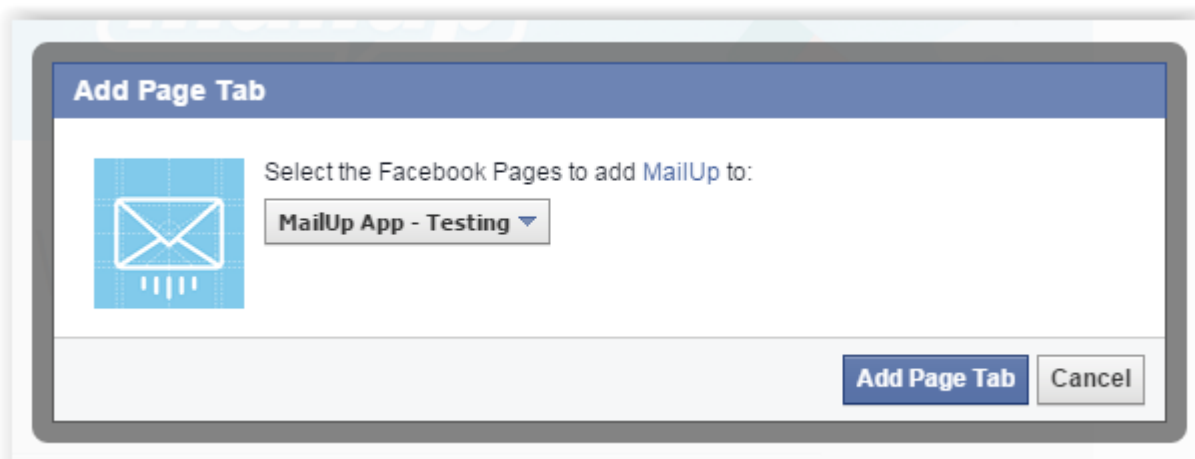 Add Page Tab
Select the Facebook Pages to add MailUp to:
MailUp App - Testing
Add Page Tab
Cancel